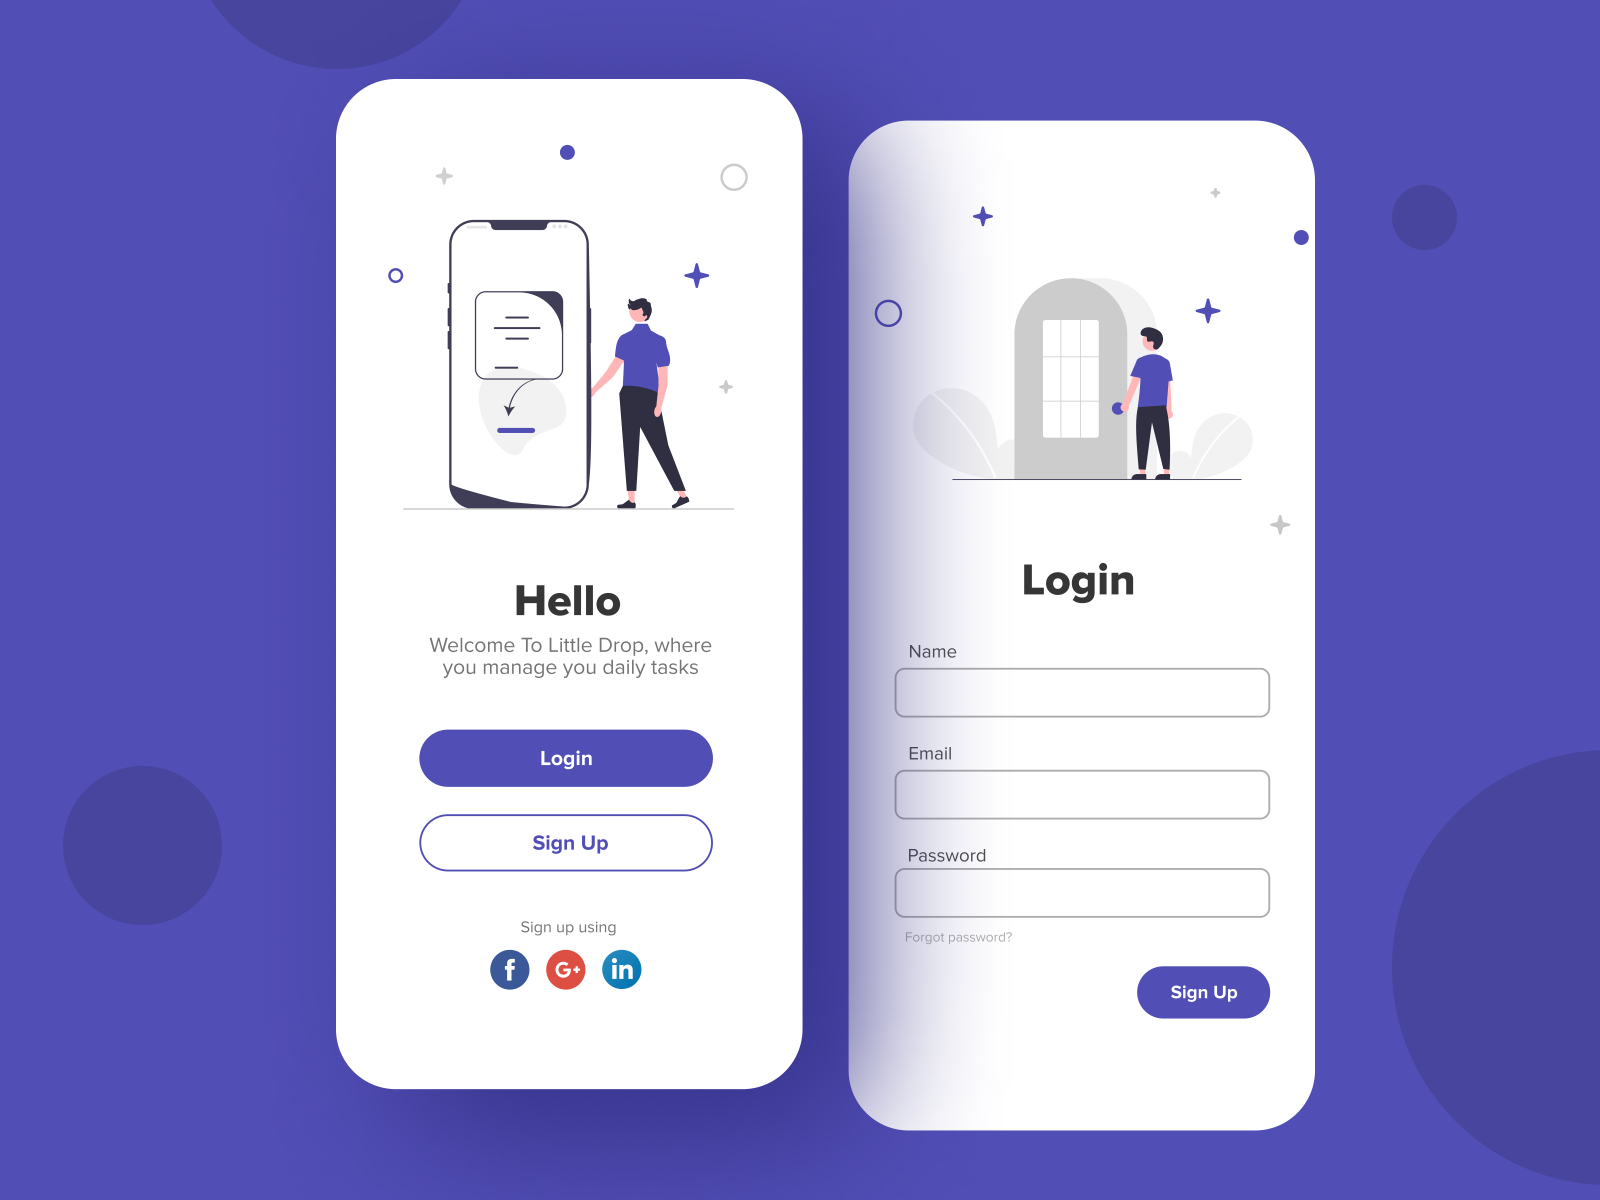 Hello
Welcome To Little Drop, where
you manage you daily tasks
Login
Sign Up
Sign up using
f
G+
in
Login
Name
Email
Password
Forgot password?
Sign Up